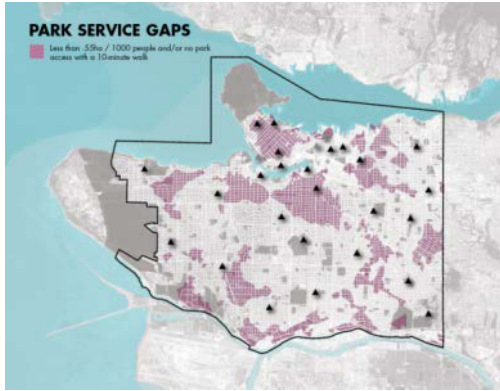 PARK SERVICE GAPS
Less than .55ha / 1000 people and/or no park
access with a 10-minute walk